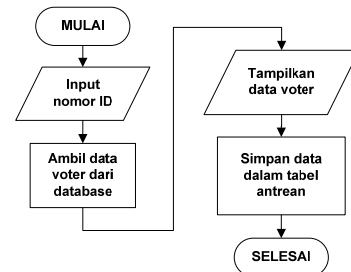 MULAI
Input
nomor ID
Ambil data
voter dari
database
Tampilkan
data voter
Simpan data
dalam tabel
antrean
SELESAI